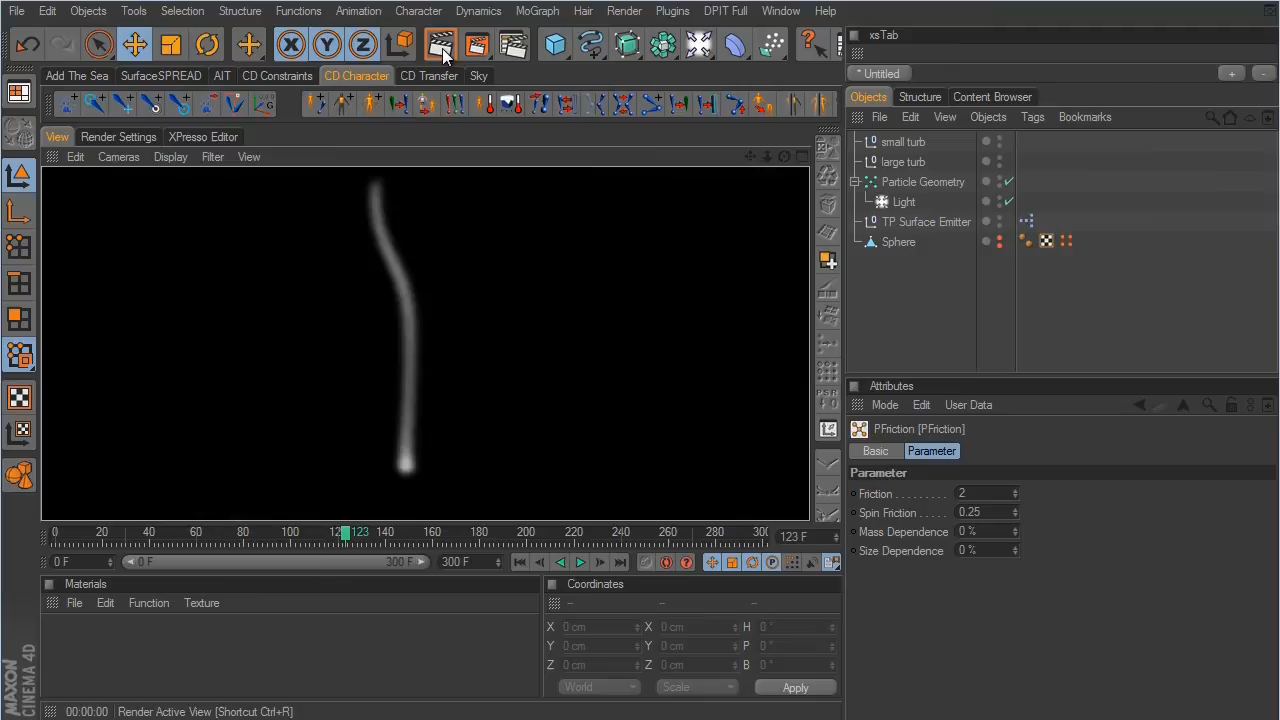 File Edit Objects Tools Selection Structure Functions Animation Character Dynamics MoGraph Hair Render Plugins DPIT Full Window Help
xsTab
* Untitled + -
Add The Sea SurfaceSPREAD AIT CD Constraints CD Character CD Transfer Sky
Objects Structure Content Browser
File Edit View Objects Tags Bookmarks
View Render Settings XPresso Editor
Edit Cameras Display Filter View
small turb
large turb
Particle Geometry
Light
TP Surface Emitter
Sphere
Attributes
Mode Edit User Data
PFriction [PFriction]
Basic Parameter
Parameter
Friction . . . . . . . . . 2
Spin Friction . . . . . 0.25
Mass Dependence 0 %
Size Dependence 0 %
PSR
0 20 40 60 80 100 12 123 140 160 180 200 220 240 260 280 30
123 F
0 F 0 F 300 F 300 F
Materials
File Edit Function Texture
Coordinates
-- -- --
X 0 cm X 0 cm H 0 °
Y 0 cm Y 0 cm P 0 °
Z 0 cm Z 0 cm B 0 °
World Scale Apply
MAXON
CINEMA 4D
00:00:00 Render Active View [Shortcut Ctrl+R]